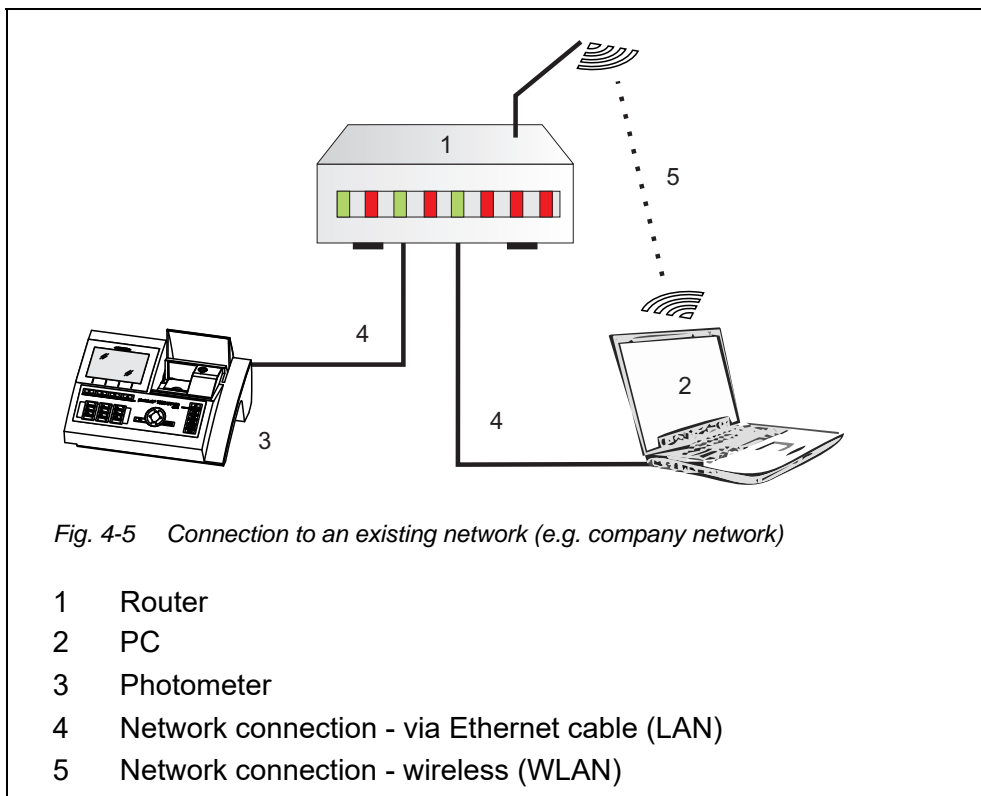 1
5
4
2
3
4
Fig. 4-5 Connection to an existing network (e.g. company network)
1 Router
2 PC
3 Photometer
4 Network connection - via Ethernet cable (LAN)
5 Network connection - wireless (WLAN)